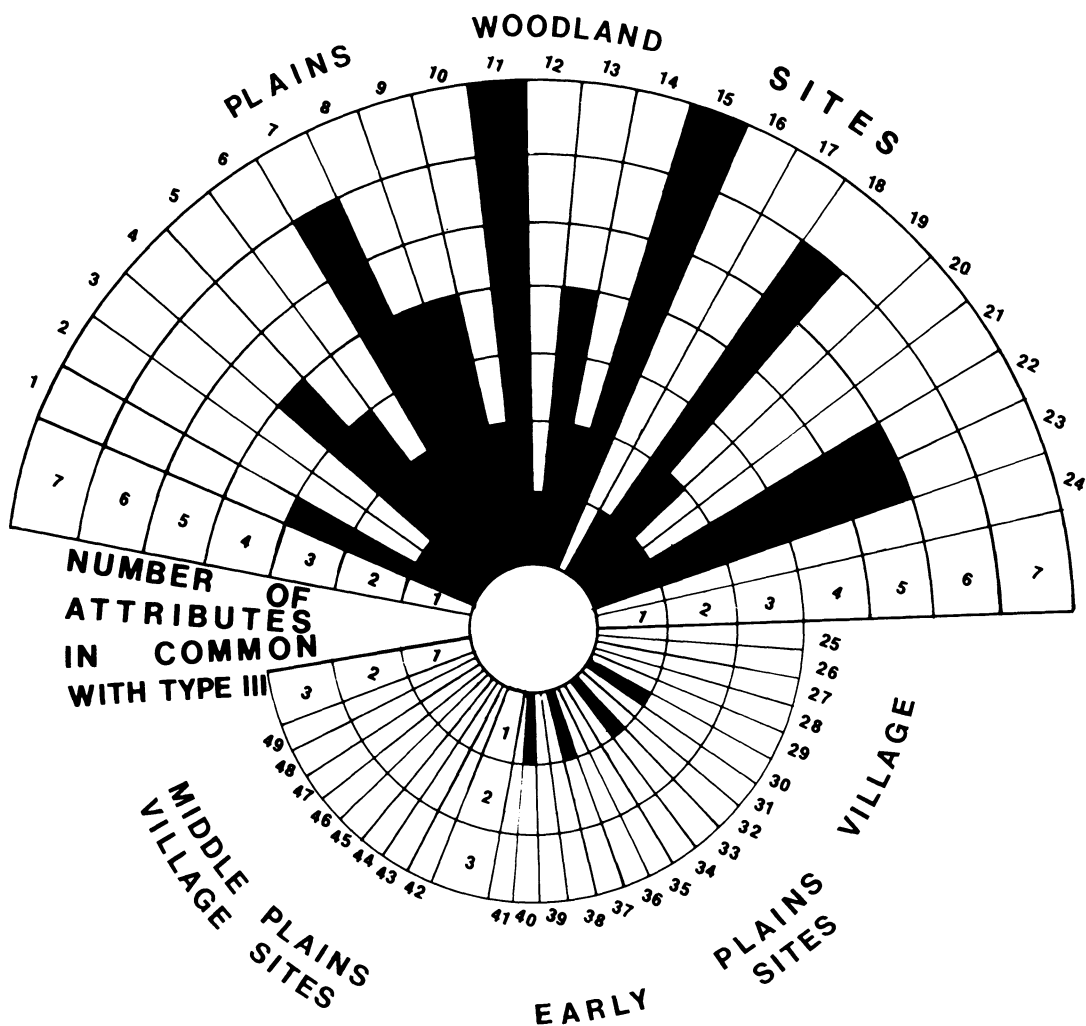 PLAINS WOODLAND SITES
1 2 3 4 5 6 7 8 9 10 11 12 13 14 15 16 17 18 19 20 21 22 23 24
7 6 5 4 3 2 1
1 2 3 4 5 6 7
NUMBER OF
ATTRIBUTES
IN COMMON
WITH TYPE III
3 2 1
1
2
3
25
26
27
28
29
30
31
32
33
34
35
36
37
38
39
40
41
42
43
44
45
46
47
48
49
MIDDLE PLAINS
VILLAGE SITES
EARLY PLAINS VILLAGE
SITES